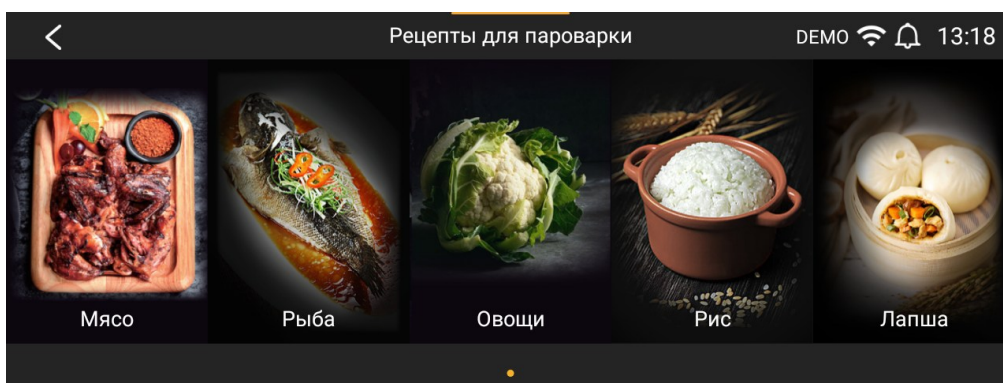 Рецепты для пароварки
DEMO 13:18
Мясо
Рыба
Овощи
Рис
Лапша